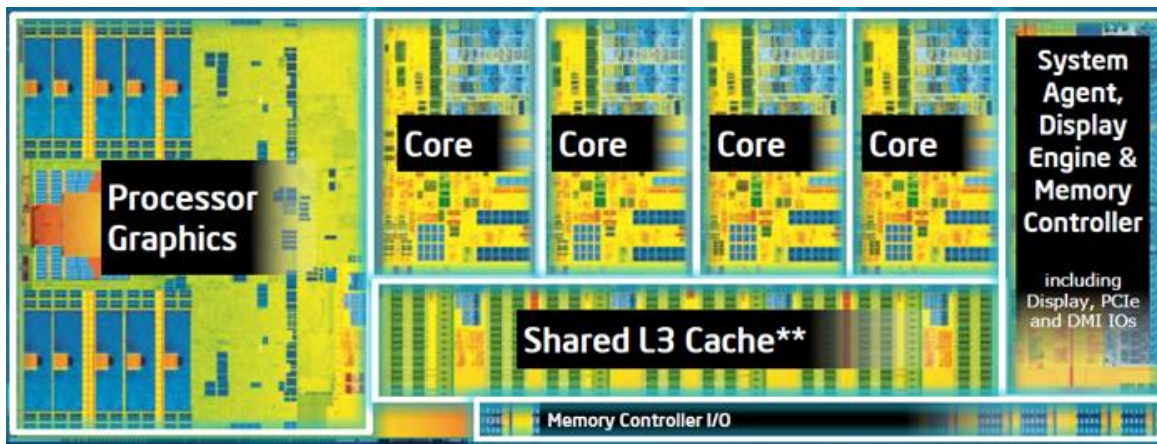 Processor
Graphics
Core
Core
Core
Core
System
Agent,
Display
Engine &
Memory
Controller
including
Display, PCIe
and DMI IOs
Shared L3 Cache**
Memory Controller I/O